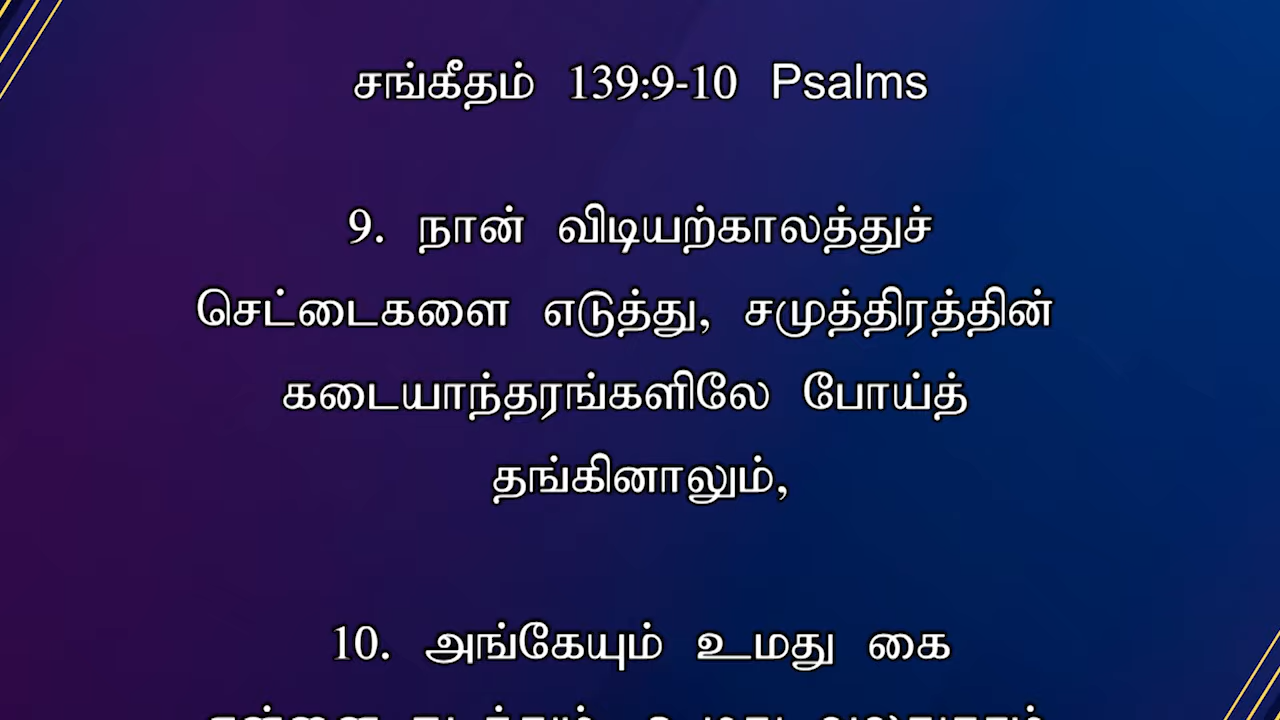 சங்கீதம் 139:9-10 Psalms
9. நான் விடியற்காலத்துச்
செட்டைகளை எடுத்து, சமுத்திரத்தின்
கடையாந்தரங்களிலே போய்த்
தங்கினாலும்,
10. அங்கேயும் உமது கை